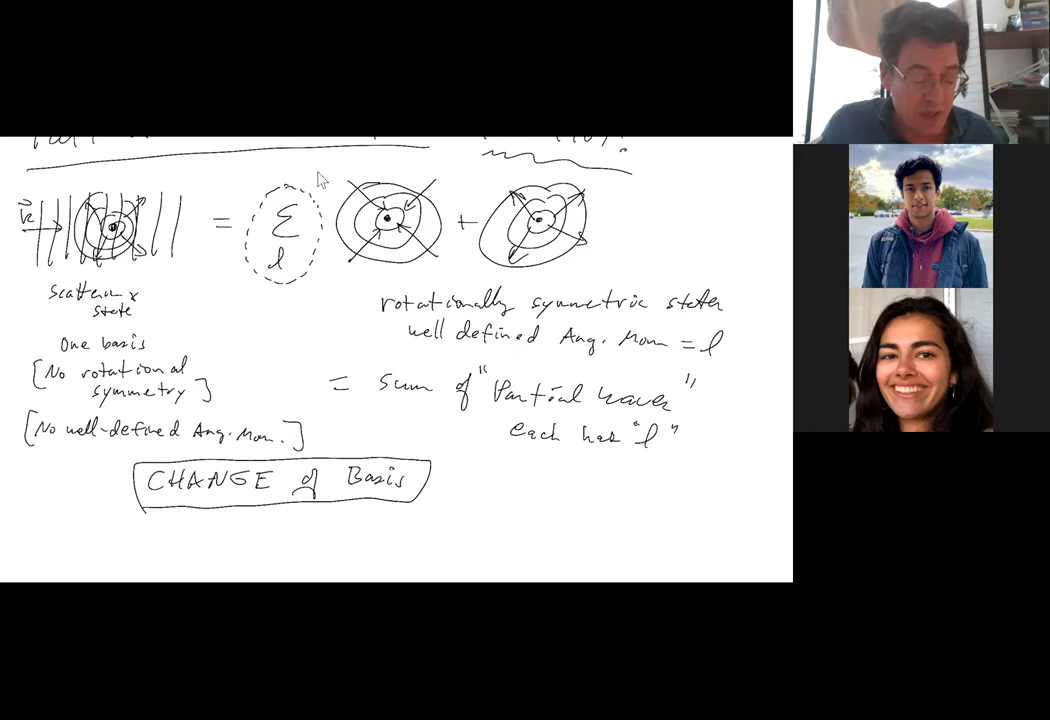 k
= Σ +
l
scattering
state
rotationally symmetric states
well defined Ang. Mom = l
One basis
[No rotational
symmetry]
= sum of "Partial waves"
each has "l"
[No well-defined Ang. Mom.]
CHANGE of Basis